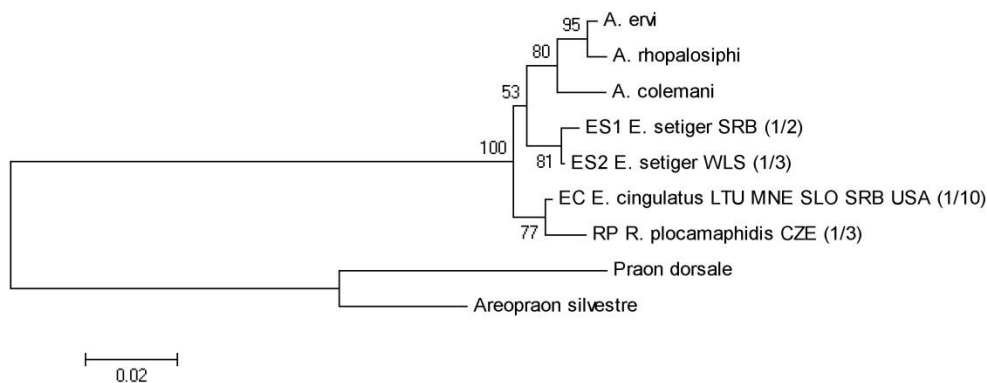 95
A. ervi
80
A. rhopalosiphi
A. colemani
53
ES1 E. setiger SRB (1/2)
100
81
ES2 E. setiger WLS (1/3)
EC E. cingulatus LTU MNE SLO SRB USA (1/10)
77
RP R. plocamaphidis CZE (1/3)
Praon dorsale
Areopraon silvestre
0.02